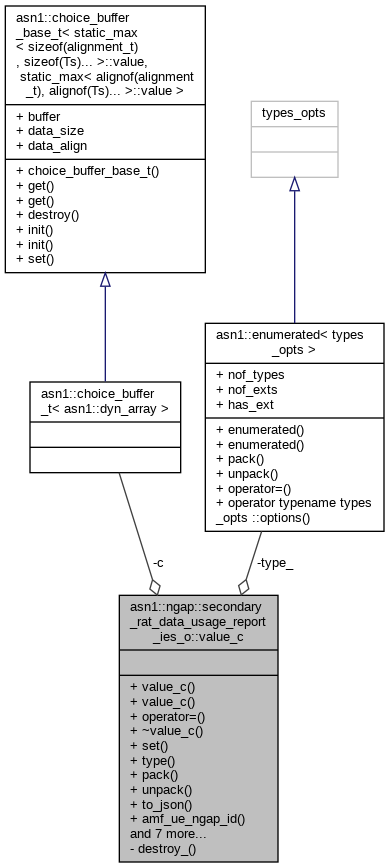 asn1::choice_buffer
_base_t< static_max
< sizeof(alignment_t)
, sizeof(Ts)... >::value,
static_max< alignof(alignment
_t), alignof(Ts)... >::value >
+ buffer
+ data_size
+ data_align
+ choice_buffer_base_t()
+ get()
+ get()
+ destroy()
+ init()
+ init()
+ set()
types_opts
asn1::enumerated< types
_opts >
+ nof_types
+ nof_exts
+ has_ext
+ enumerated()
+ enumerated()
+ pack()
+ unpack()
+ operator=()
+ operator typename types
_opts ::options()
asn1::choice_buffer
_t< asn1::dyn_array >
-c
-type_
asn1::ngap::secondary
_rat_data_usage_report
_ies_o::value_c
+ value_c()
+ value_c()
+ operator=()
+ ~value_c()
+ set()
+ type()
+ pack()
+ unpack()
+ to_json()
+ amf_ue_ngap_id()
and 7 more...
- destroy_()